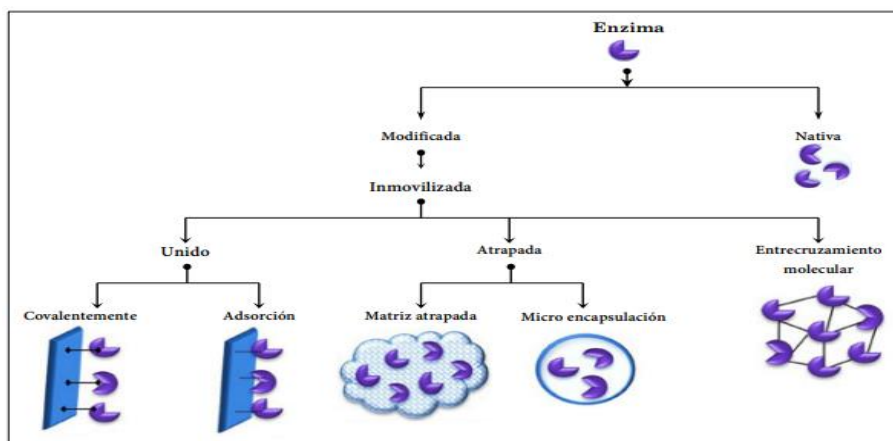 Enzima
Modificada
Nativa
Inmovilizada
Unido
Atrapada
Entrecruzamiento
molecular
Covalentemente
Adsorción
Matriz atrapada
Micro encapsulación